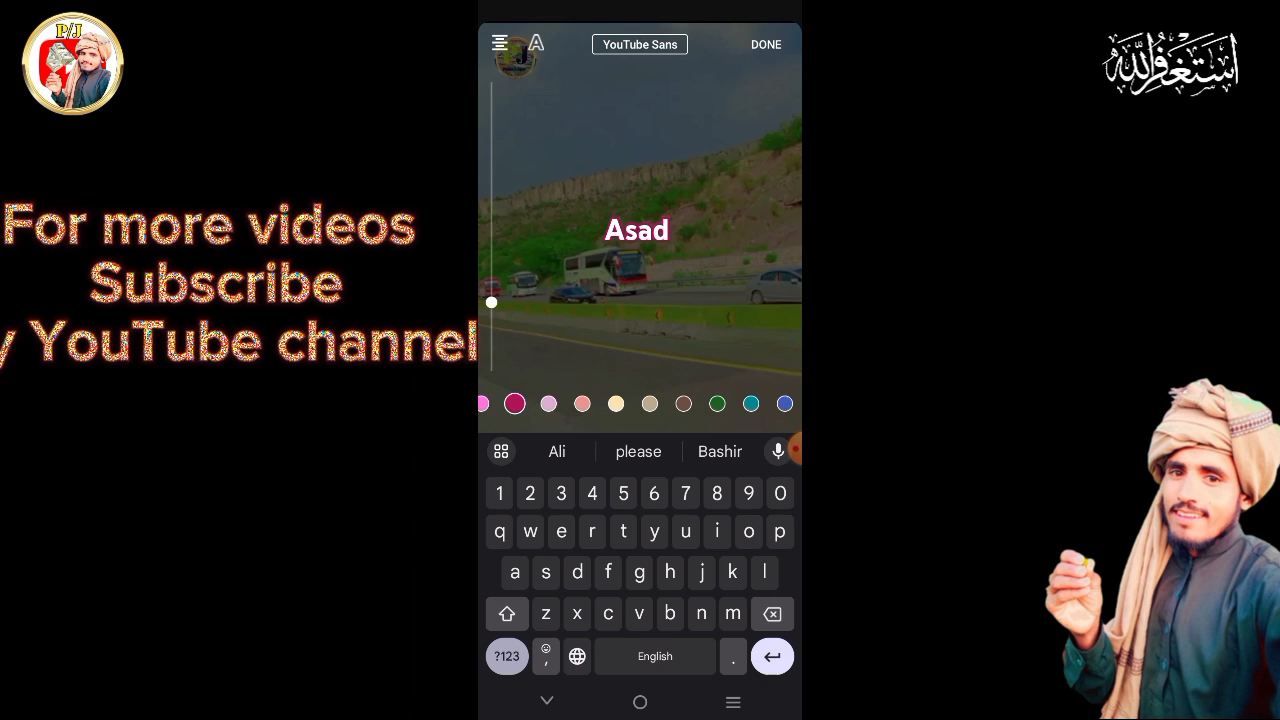 P/J
استغفرالله
For more videos
Subscribe
y YouTube channel
YouTube Sans
DONE
Asad
Ali
please
Bashir
1 2 3 4 5 6 7 8 9 0
q w e r t y u i o p
a s d f g h j k l
z x c v b n m
?123
,
English
.